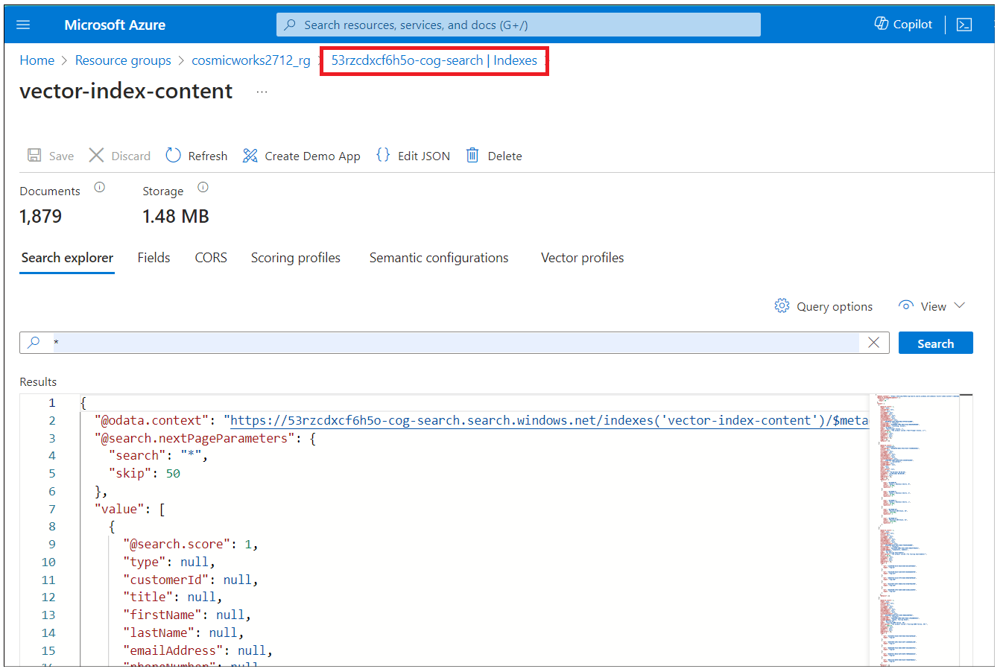 Microsoft Azure
Search resources, services, and docs (G+/)
Copilot
Home > Resource groups > cosmicworks2712_rg > 53rzcdxcf6h5o-cog-search | Indexes
vector-index-content ...
Save Discard Refresh Create Demo App {} Edit JSON Delete
Documents Storage
1,879 1.48 MB
Search explorer Fields CORS Scoring profiles Semantic configurations Vector profiles
Query options View
* Search
Results
1 {
2 "@odata.context": "https://53rzcdxcf6h5o-cog-search.search.windows.net/indexes('vector-index-content')/$meta
3 "@search.nextPageParameters": {
4 "search": "*",
5 "skip": 50
6 },
7 "value": [
8 {
9 "@search.score": 1,
10 "type": null,
11 "customerId": null,
12 "title": null,
13 "firstName": null,
14 "lastName": null,
15 "emailAddress": null,